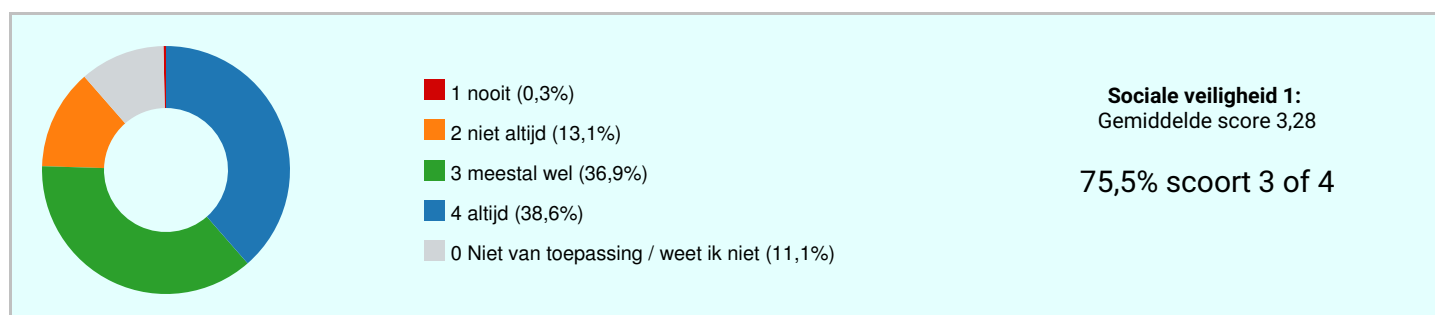 1 nooit (0,3%)
2 niet altijd (13,1%)
3 meestal wel (36,9%)
4 altijd (38,6%)
0 Niet van toepassing / weet ik niet (11,1%)
Sociale veiligheid 1:
Gemiddelde score 3,28
75,5% scoort 3 of 4